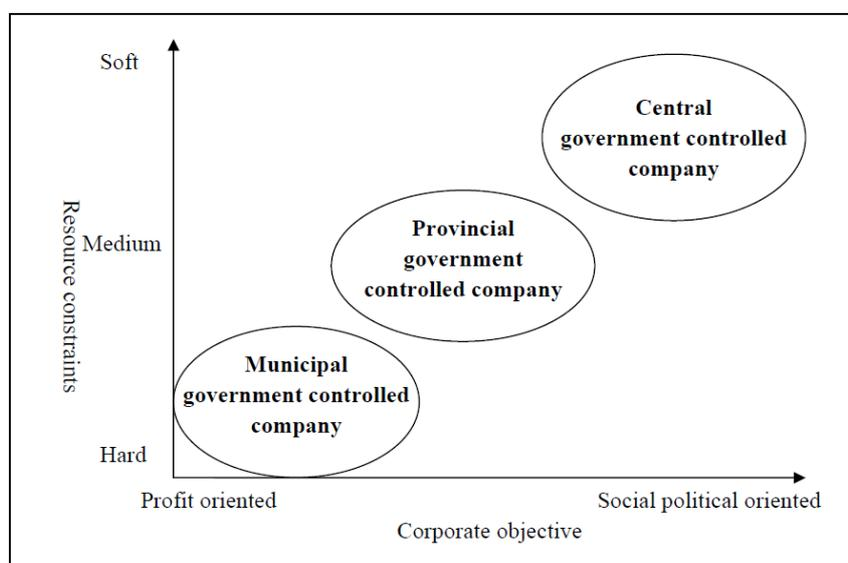 Soft
Central
government controlled
company
Provincial
government
controlled company
Medium
Resource constraints
Municipal
government controlled
company
Hard
Profit oriented
Social political oriented
Corporate objective